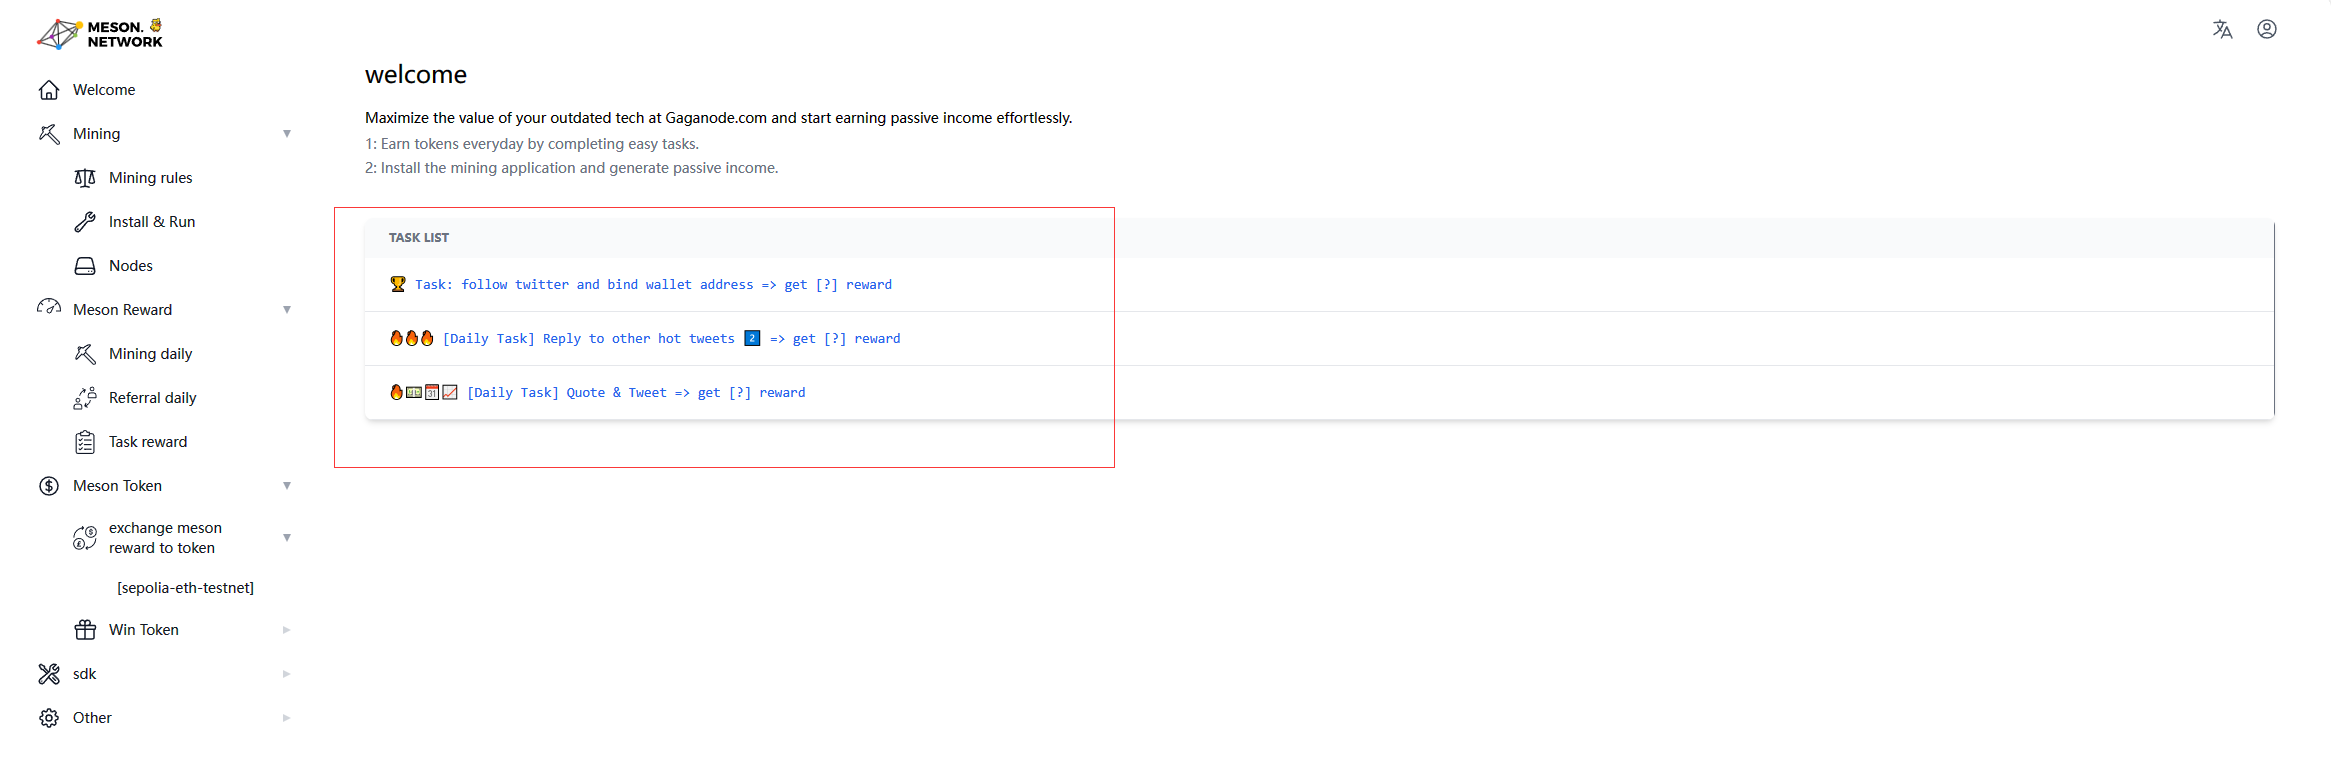 MESON.
NETWORK
Welcome
Mining
Mining rules
Install & Run
Nodes
Meson Reward
Mining daily
Referral daily
Task reward
Meson Token
exchange meson
reward to token
[sepolia-eth-testnet]
Win Token
sdk
Other
welcome
Maximize the value of your outdated tech at Gaganode.com and start earning passive income effortlessly.
1: Earn tokens everyday by completing easy tasks.
2: Install the mining application and generate passive income.
TASK LIST
🏆 Task: follow twitter and bind wallet address => get [?] reward
🔥🔥🔥 [Daily Task] Reply to other hot tweets 2️⃣ => get [?] reward
🔥💵📅📈 [Daily Task] Quote & Tweet => get [?] reward